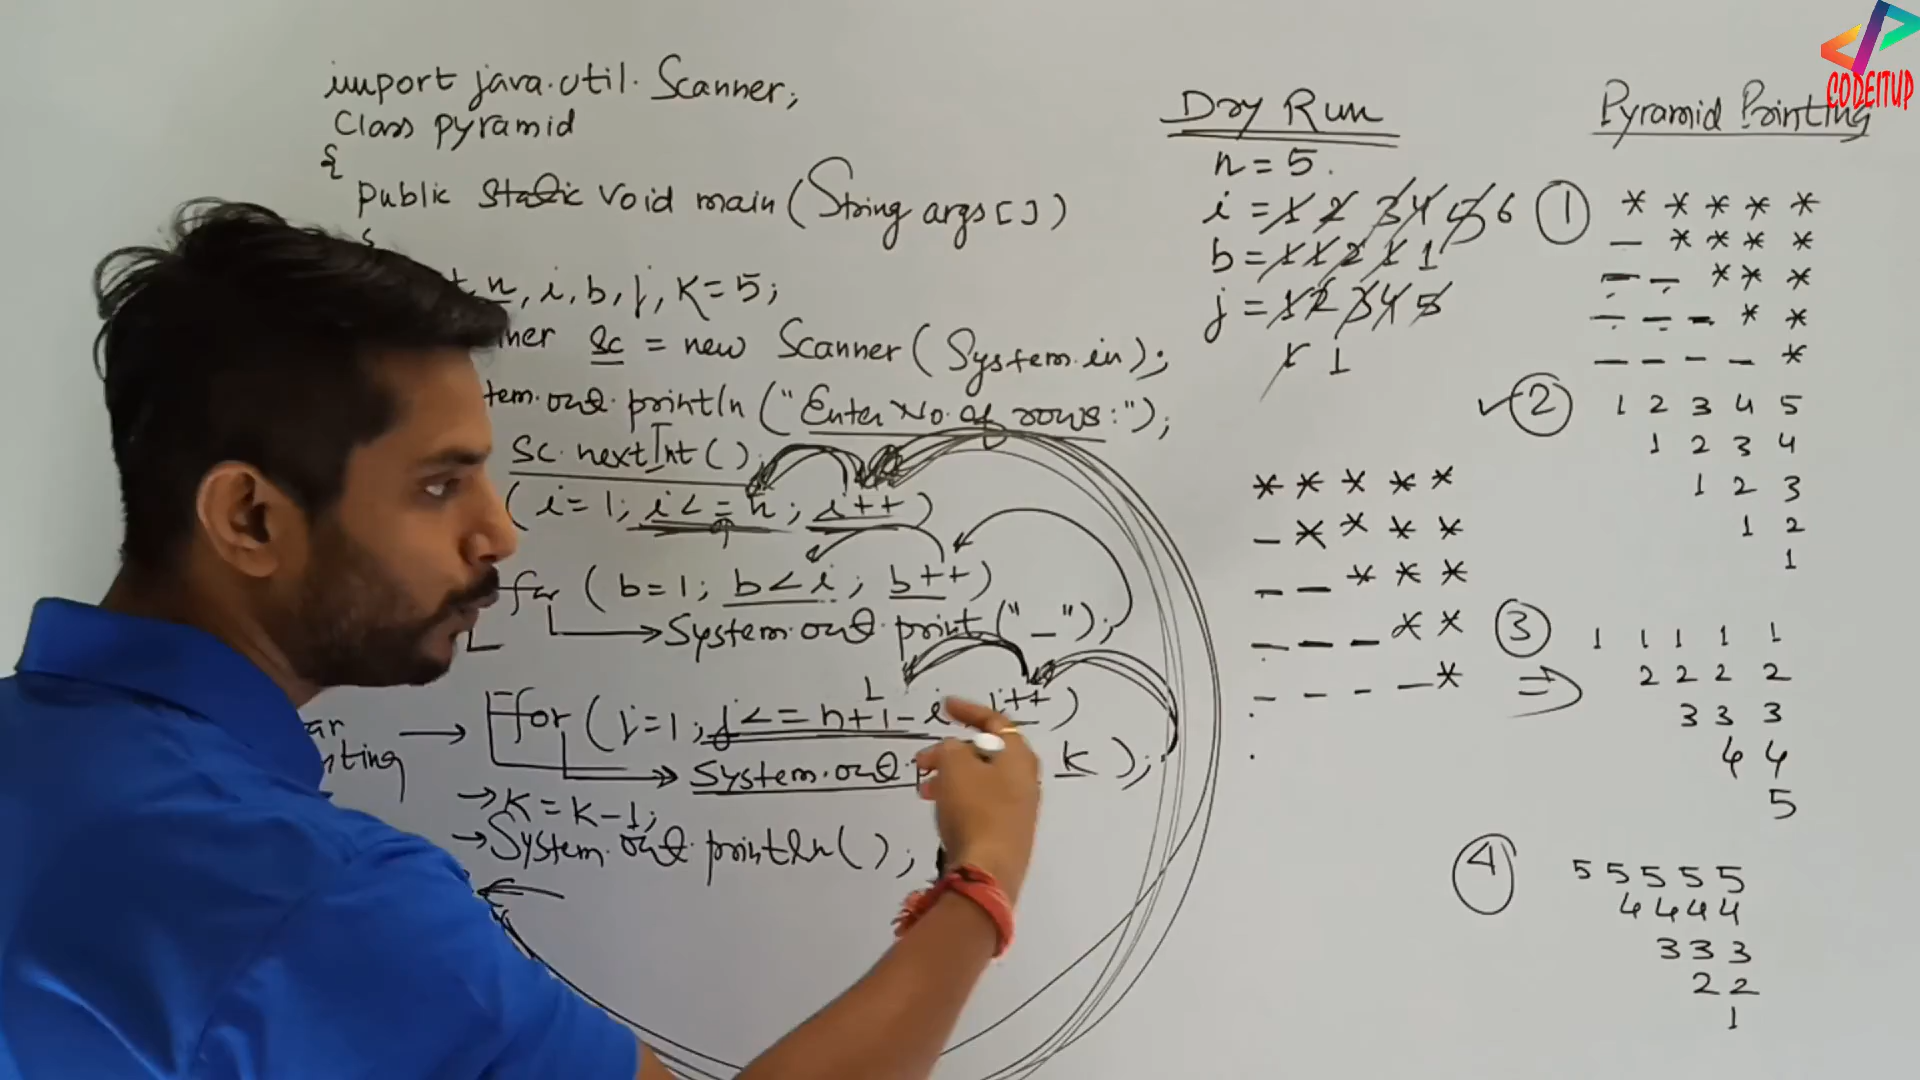 import java.util.Scanner;
Class pyramid
{
public static void main (String args[])
n, i, b, j, K=5;
ner sc = new Scanner (System.in);
tem.out.println ("Enter No. of rows:");
sc.nextInt();
(i=1; i<=n; i++)
for (b=1; b<i; b++)
System.out.print ("_");
for (j=1; j<=n+1-i; j++)
System.out.p K);
K=K-1;
System.out.println();
Dry Run
n = 5.
i = 1 2 3 4 5 6
b = 1 1 2 1 1
j = 1 2 3 4 5
1 1
* * * * *
_ * * * *
_ _ * * *
_ _ _ * *
_ _ _ _ *
CODEITUP
Pyramid Printing
1 * * * * *
_ * * * *
_ _ * * *
_ _ _ * *
_ _ _ _ *
2 1 2 3 4 5
1 2 3 4
1 2 3
1 2
1
3 1 1 1 1 1
2 2 2 2
3 3 3
4 4
5
4 5 5 5 5 5
4 4 4 4
3 3 3
2 2
1